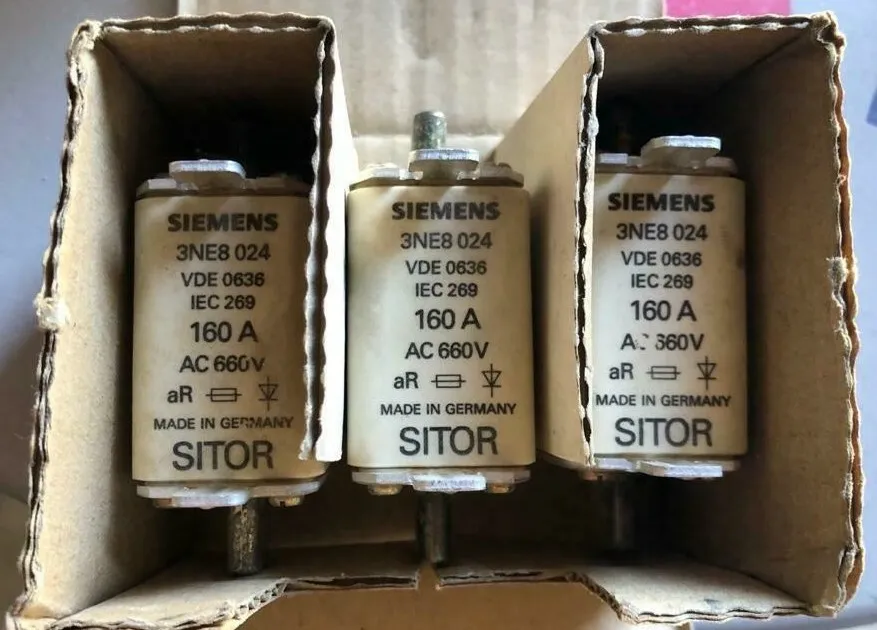 SIEMENS
3NE8 024
VDE 0636
IEC 269
160 A
AC 660V
aR
MADE IN GERMANY
SITOR
SIEMENS
3NE8 024
VDE 0636
IEC 269
160 A
AC 660V
aR
MADE IN GERMANY
SITOR
SIEMENS
3NE8 024
VDE 0636
IEC 269
160 A
660V
aR
MADE IN GERMANY
SITOR